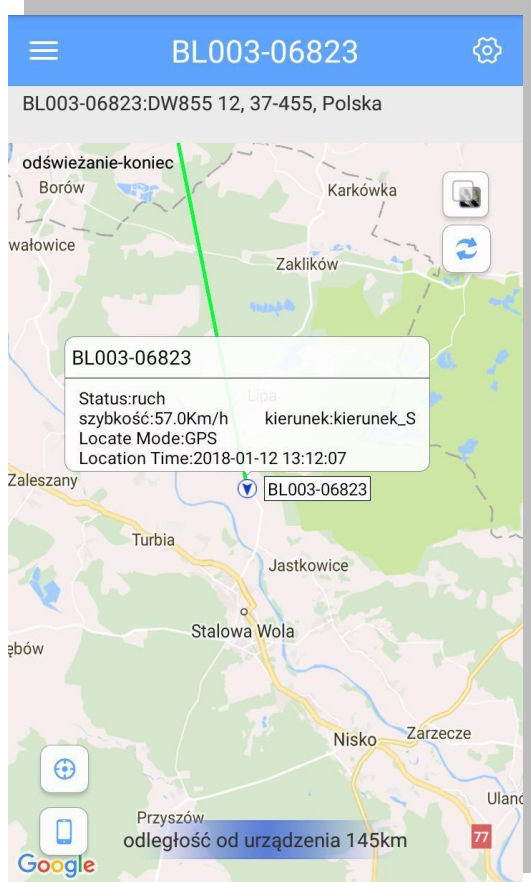 BL003-06823
BL003-06823:DW855 12, 37-455, Polska
odświeżanie-koniec
Borów
Karkówka
wałowice
Zaklików
BL003-06823
Lipa
Status:ruch
szybkość:57.0Km/h kierunek:kierunek_S
Locate Mode:GPS
Location Time:2018-01-12 13:12:07
Zaleszany
BL003-06823
Turbia
Jastkowice
Stalowa Wola
ębów
Nisko
Zarzecze
Ulano
Przyszów
odległość od urządzenia 145km
77
Google